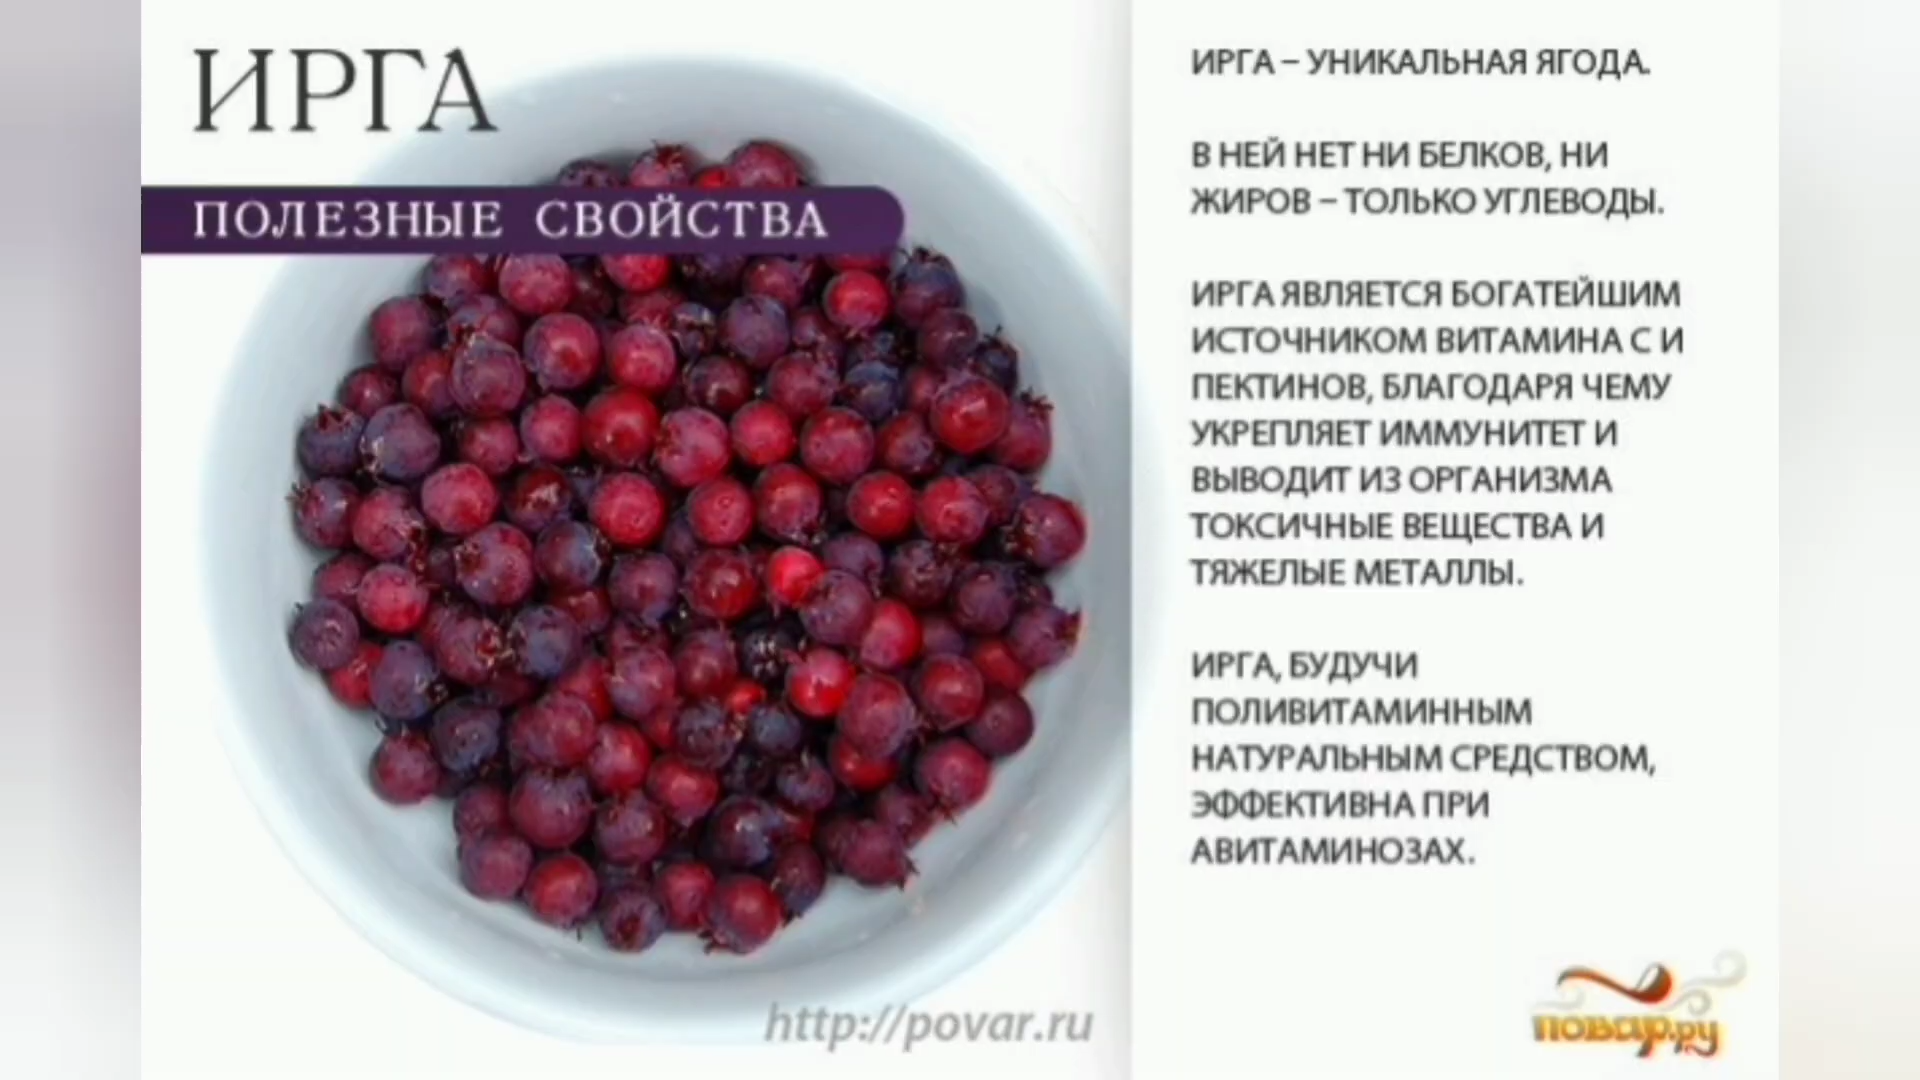 ИРГА
ПОЛЕЗНЫЕ СВОЙСТВА
ИРГА – УНИКАЛЬНАЯ ЯГОДА.
В НЕЙ НЕТ НИ БЕЛКОВ, НИ
ЖИРОВ – ТОЛЬКО УГЛЕВОДЫ.
ИРГА ЯВЛЯЕТСЯ БОГАТЕЙШИМ
ИСТОЧНИКОМ ВИТАМИНА С И
ПЕКТИНОВ, БЛАГОДАРЯ ЧЕМУ
УКРЕПЛЯЕТ ИММУНИТЕТ И
ВЫВОДИТ ИЗ ОРГАНИЗМА
ТОКСИЧНЫЕ ВЕЩЕСТВА И
ТЯЖЕЛЫЕ МЕТАЛЛЫ.
ИРГА, БУДУЧИ
ПОЛИВИТАМИННЫМ
НАТУРАЛЬНЫМ СРЕДСТВОМ,
ЭФФЕКТИВНА ПРИ
АВИТАМИНОЗАХ.
http://povar.ru
повар.ру